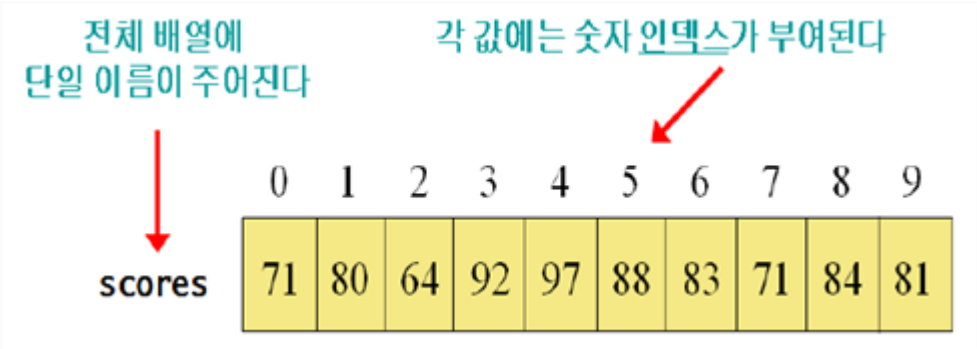 전체 배열에
단일 이름이 주어진다
각 값에는 숫자 인덱스가 부여된다
0 1 2 3 4 5 6 7 8 9
scores 71 80 64 92 97 88 83 71 84 81